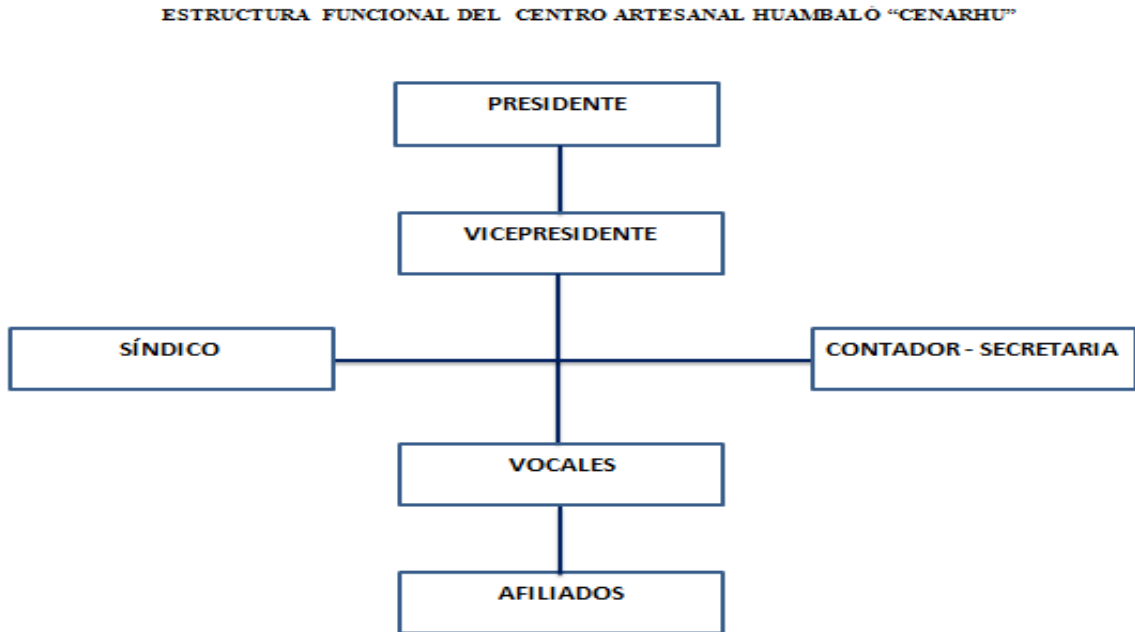 ESTRUCTURA FUNCIONAL DEL CENTRO ARTESANAL HUAMBALÓ “CENARHU”
PRESIDENTE
VICEPRESIDENTE
SÍNDICO
CONTADOR - SECRETARIA
VOCALES
AFILIADOS